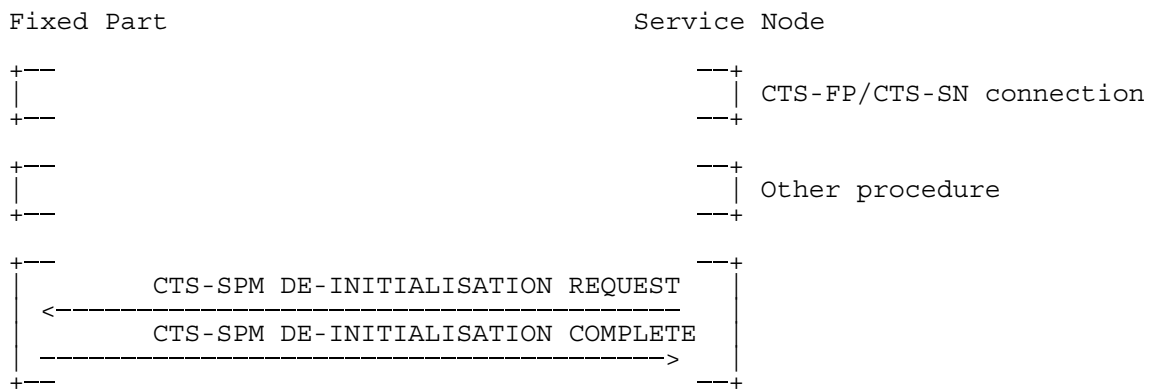 Fixed Part Service Node
CTS-FP/CTS-SN connection
Other procedure
CTS-SPM DE-INITIALISATION REQUEST
CTS-SPM DE-INITIALISATION COMPLETE